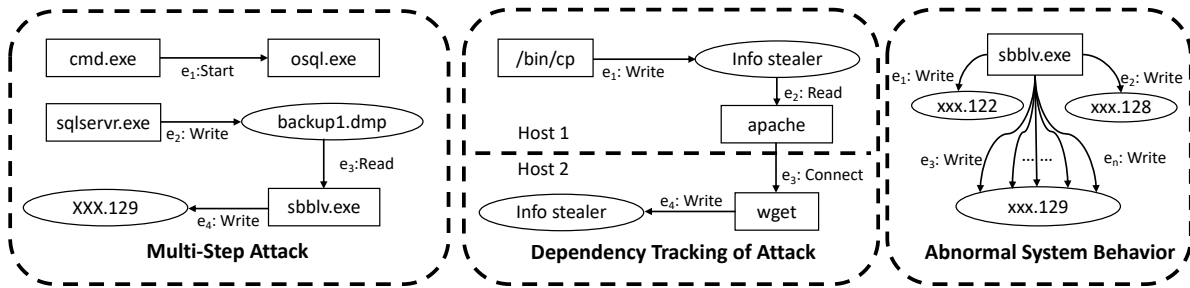 cmd.exe
e1:Start
osql.exe
sqlservr.exe
e2: Write
backup1.dmp
e3:Read
XXX.129
e4: Write
sbblv.exe
Multi-Step Attack
/bin/cp
e1: Write
Info stealer
e2: Read
apache
Host 1
Host 2
e3: Connect
Info stealer
e4: Write
wget
Dependency Tracking of Attack
sbblv.exe
e1: Write
e2: Write
xxx.122
xxx.128
e3: Write
... ...
en: Write
xxx.129
Abnormal System Behavior